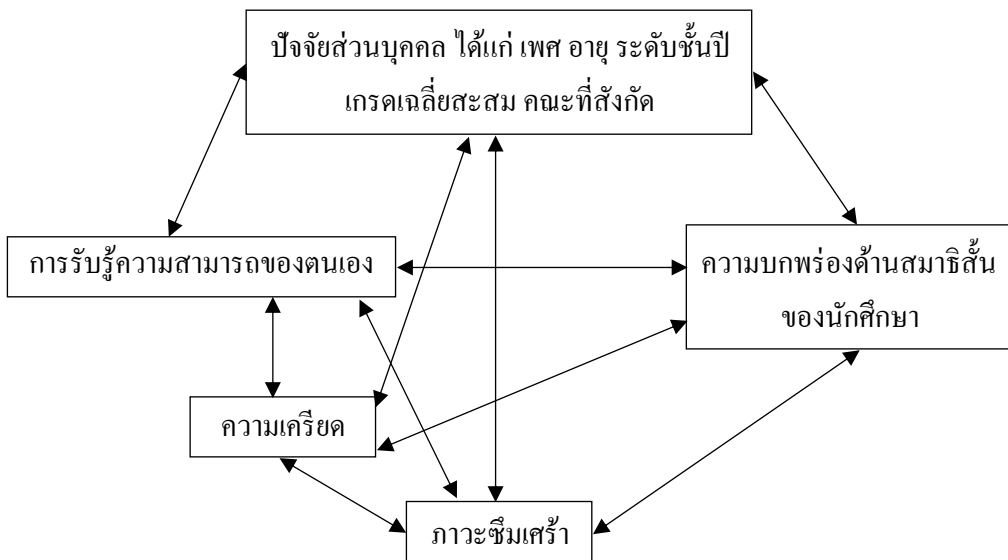 ปัจจัยส่วนบุคคล ได้แก่ เพศ อายุ ระดับชั้นปี
เกรดเฉลี่ยสะสม คณะที่สังกัด
การรับรู้ความสามารถของตนเอง
ความบกพร่องด้านสมาธิสั้น
ของนักศึกษา
ความเครียด
ภาวะซึมเศร้า